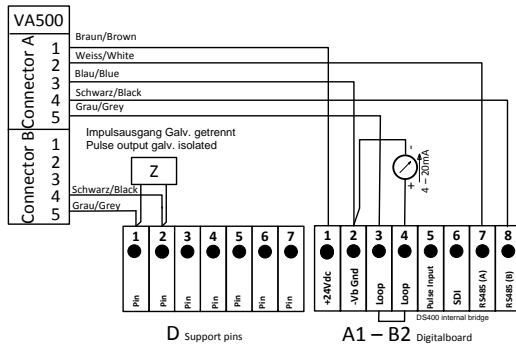 VA500
Connector A
1
2
3
4
5
Braun/Brown
Weiss/White
Blau/Blue
Schwarz/Black
Grau/Grey
Connector B
1
2
3
4
5
Impulsausgang Galv. getrennt
Pulse output galv. isolated
Z
Schwarz/Black
Grau/Grey
-
+
4 – 20mA
1 2 3 4 5 6 7
Pin Pin Pin Pin Pin Pin Pin
D Support pins
1 2 3 4 5 6 7 8
+24Vdc
-Vb Gnd
Loop
Loop
Pulse Input
SDI
RS485 (A)
RS485 (B)
DS400 internal bridge
A1 – B2 Digitalboard